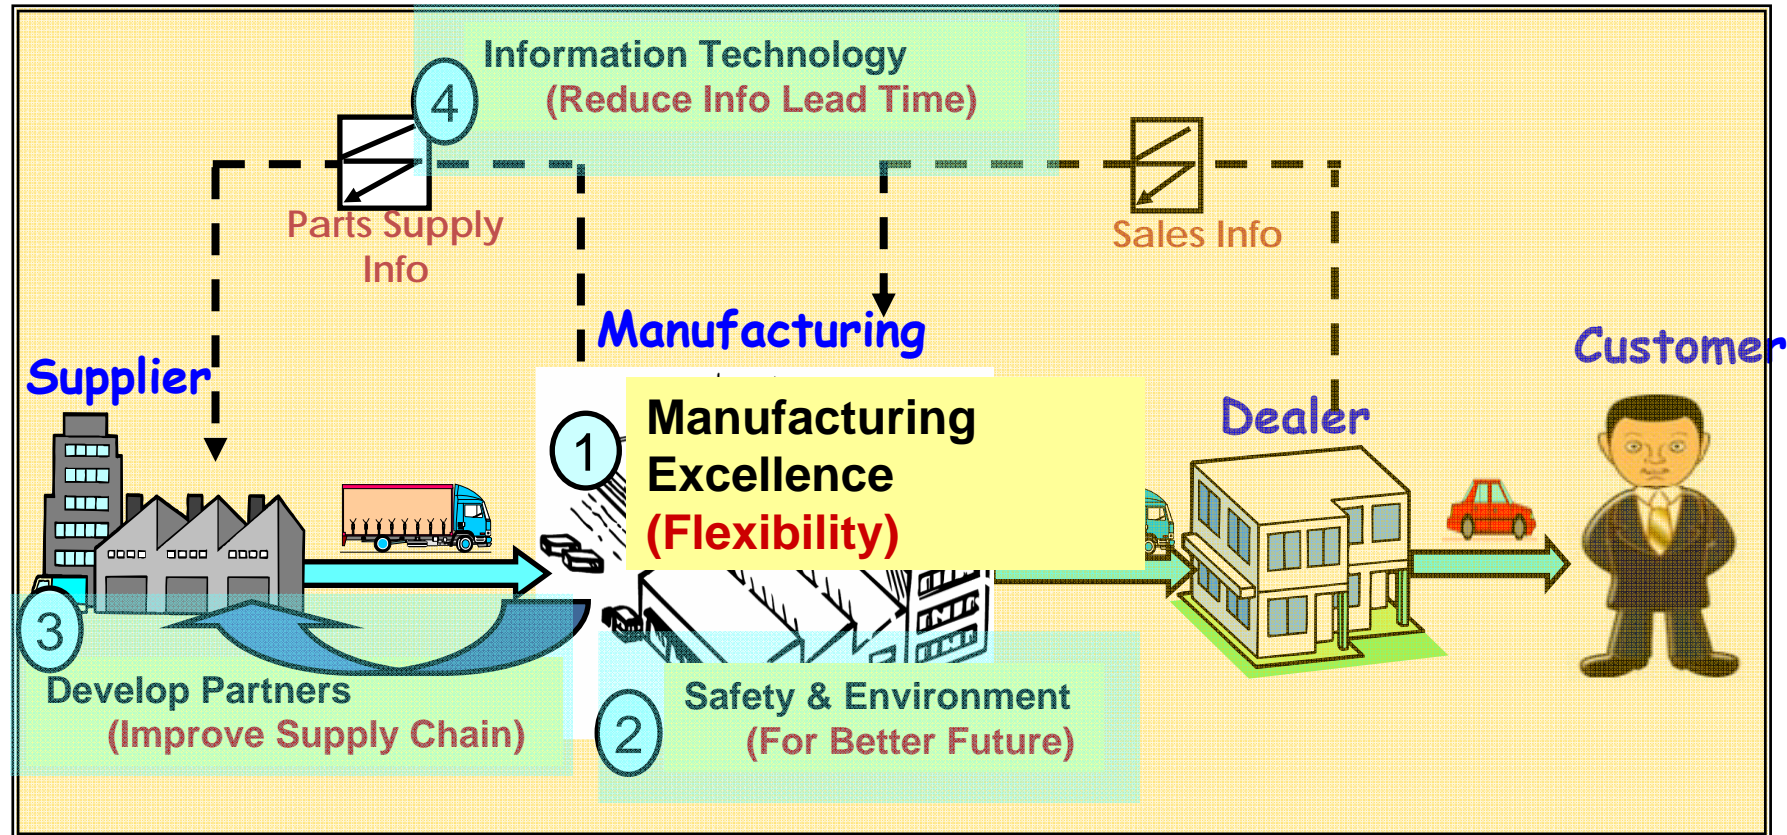 Information Technology
(Reduce Info Lead Time)
4
Parts Supply
Info
Sales Info
Manufacturing
Customer
Supplier
Dealer
1
Manufacturing
Excellence
(Flexibility)
3
Develop Partners
(Improve Supply Chain)
2
Safety & Environment
(For Better Future)